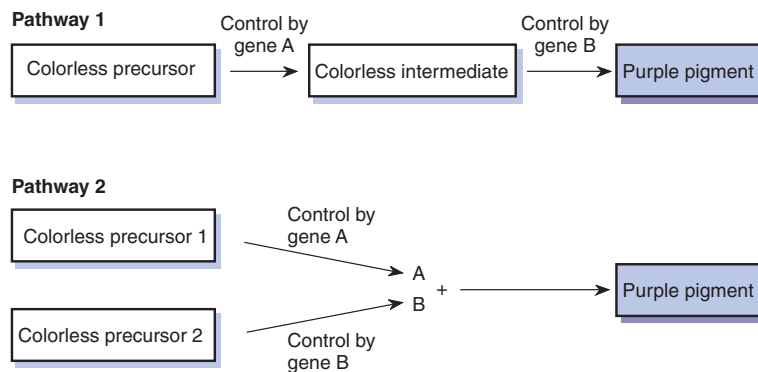 Pathway 1
Control by
gene A
Control by
gene B
Colorless precursor
Colorless intermediate
Purple pigment
Pathway 2
Colorless precursor 1
Control by
gene A
A
+
B
Purple pigment
Colorless precursor 2
Control by
gene B